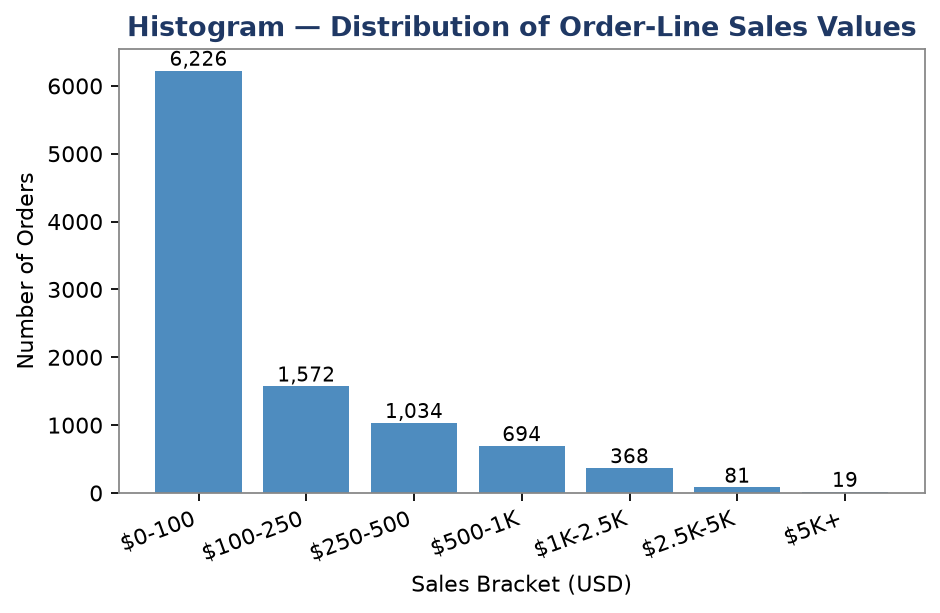 Histogram — Distribution of Order-Line Sales Values
Number of Orders
6000
5000
4000
3000
2000
1000
0
6,226
1,572
1,034
694
368
81
19
$0-100
$100-250
$250-500
$500-1K
$1K-2.5K
$2.5K-5K
$5K+
Sales Bracket (USD)